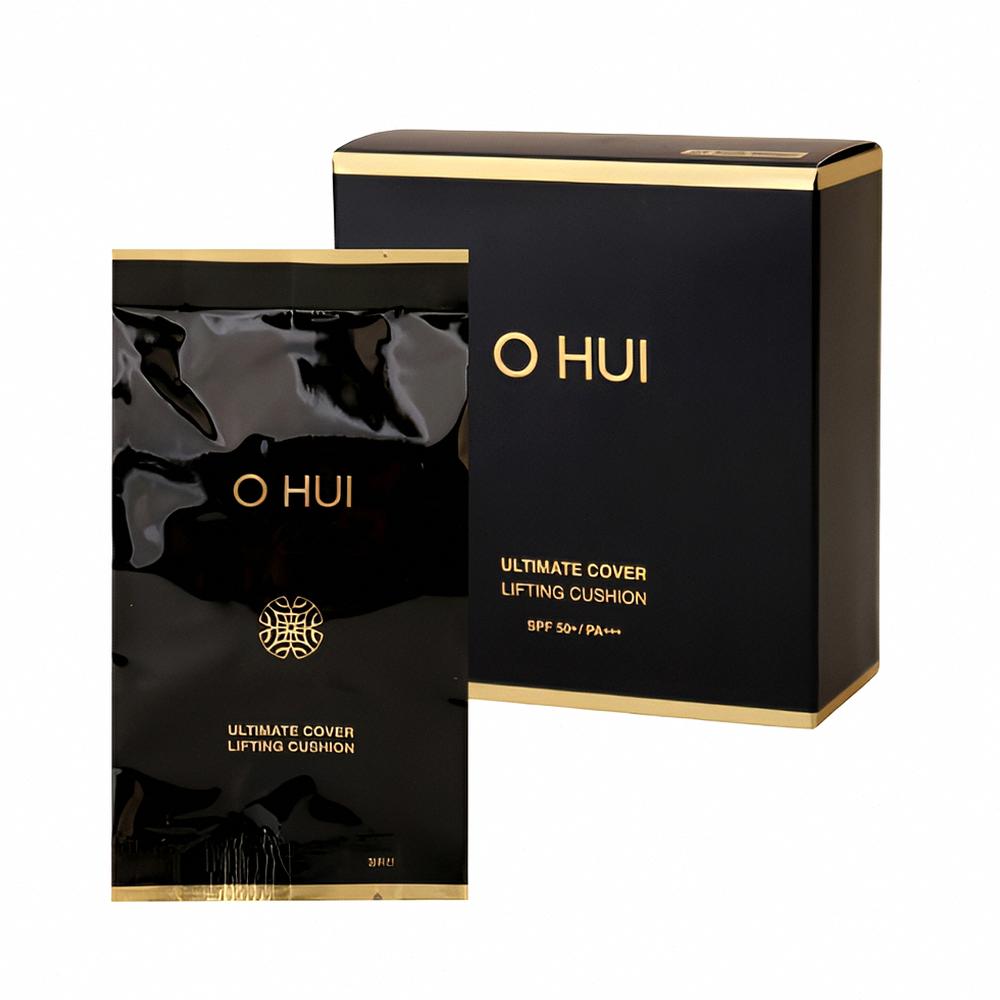 O HUI
ULTIMATE COVER
LIFTING CUSHION
SPF 50+/PA+++
O HUI
ULTIMATE COVER
LIFTING CUSHION